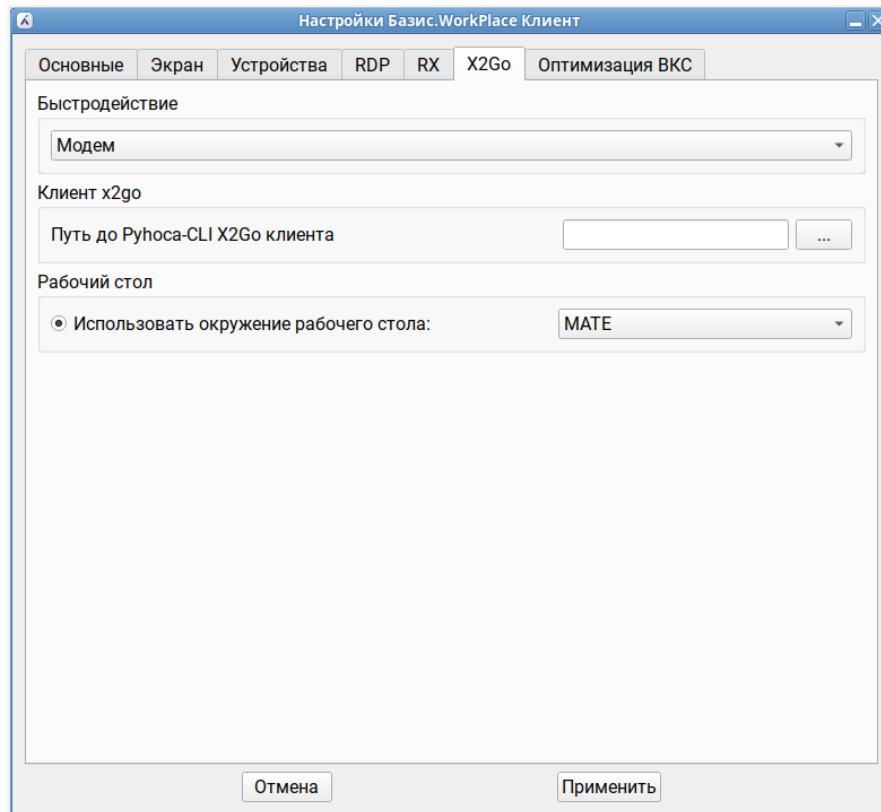 Настройки Базис.WorkPlace Клиент
Основные Экран Устройства RDP RX X2Go Оптимизация ВКС
Быстродействие
Модем
Клиент x2go
Путь до Pyhoca-CLI X2Go клиента ...
Рабочий стол
Использовать окружение рабочего стола: MATE
Отмена Применить